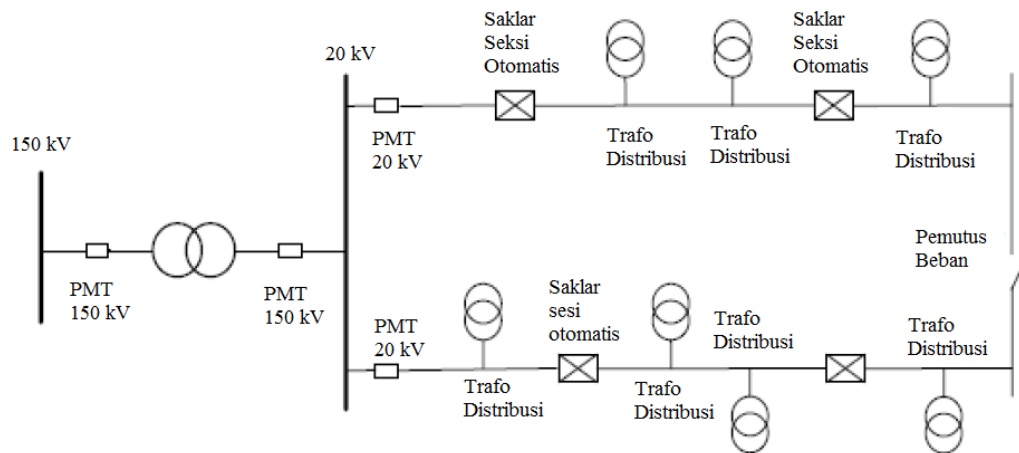 150 kV
PMT
150 kV
PMT
150 kV
20 kV
PMT
20 kV
Saklar
Seksi
Otomatis
Trafo
Distribusi
Trafo
Distribusi
Saklar
Seksi
Otomatis
Trafo
Distribusi
Pemutus
Beban
PMT
20 kV
Trafo
Distribusi
Saklar
sesi
otomatis
Trafo
Distribusi
Trafo
Distribusi
Trafo
Distribusi